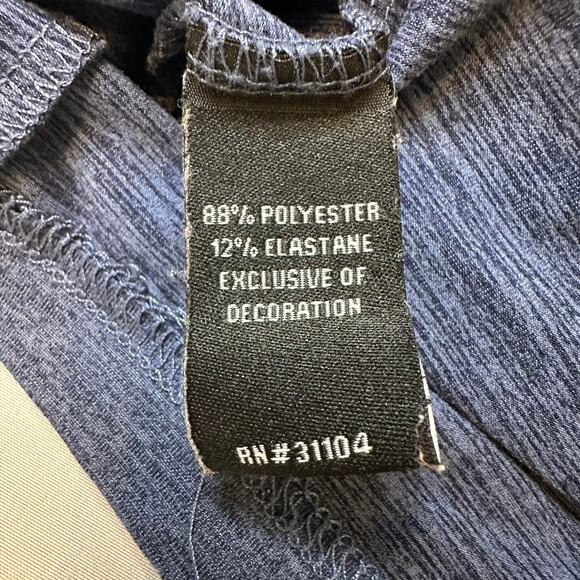 88% POLYESTER
12% ELASTANE
EXCLUSIVE OF
DECORATION
RN#31104